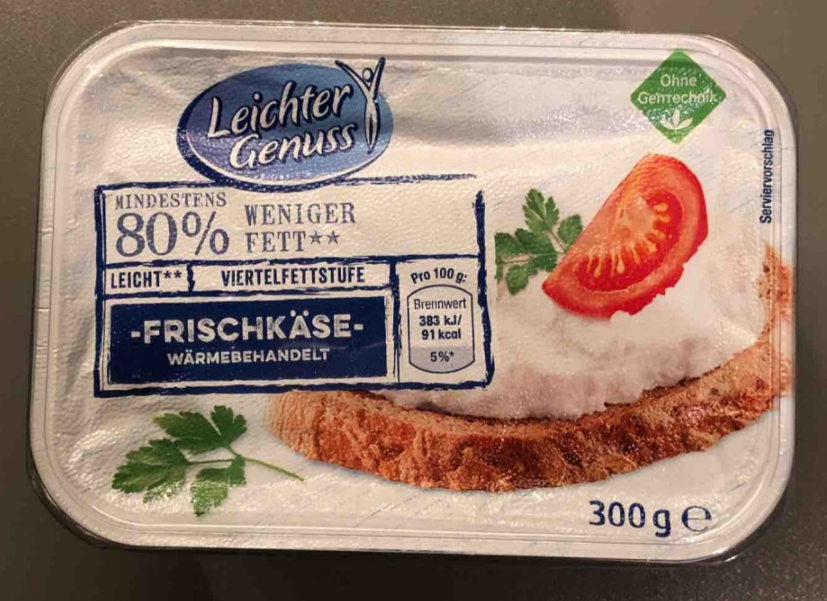 Leichter
Genuss
Ohne
Gentechnik
Serviervorschlag
MINDESTENS
80% WENIGER
FETT**
LEICHT** VIERTELFETTSTUFE
-FRISCHKÄSE-
WÄRMEBEHANDELT
Pro 100 g:
Brennwert
383 kJ/
91 kcal
5%*
300 g e